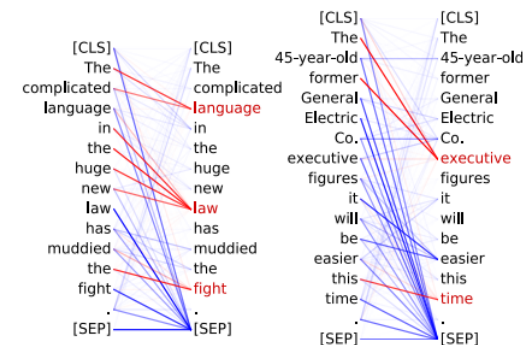 [CLS] [CLS]
The The
complicated complicated
language language
in in
the the
huge huge
new new
law law
has has
muddied muddied
the the
fight fight
. .
[SEP] [SEP]
[CLS] [CLS]
The The
45-year-old 45-year-old
former former
General General
Electric Electric
Co. Co.
executive executive
figures figures
it it
will will
be be
easier easier
this this
time time
. .
[SEP] [SEP]